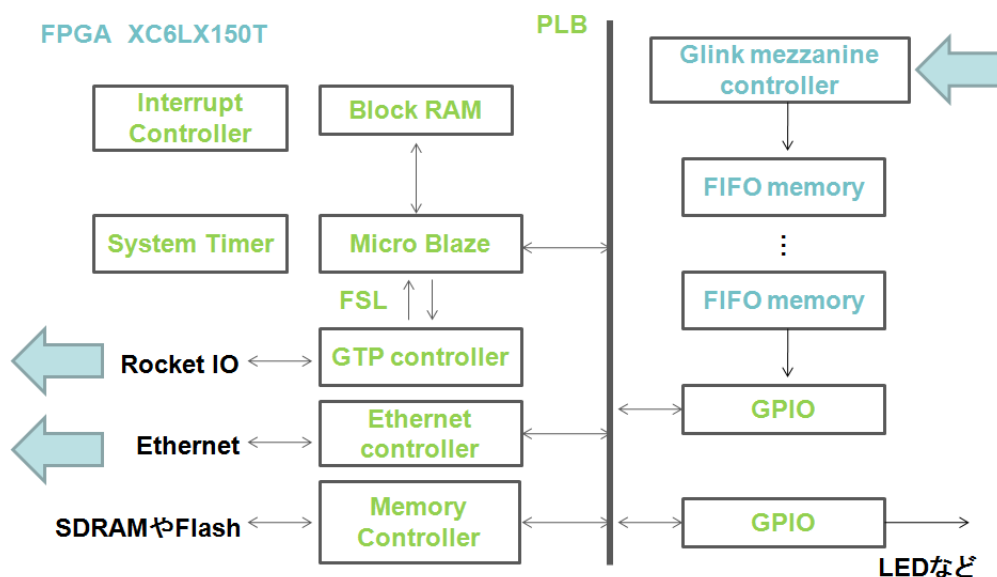 FPGA XC6LX150T
PLB
Glink mezzanine
controller
Interrupt
Controller
Block RAM
FIFO memory
System Timer
Micro Blaze
⋮
FIFO memory
FSL
Rocket IO
GTP controller
GPIO
Ethernet
Ethernet
controller
SDRAMやFlash
Memory
Controller
GPIO
LEDなど